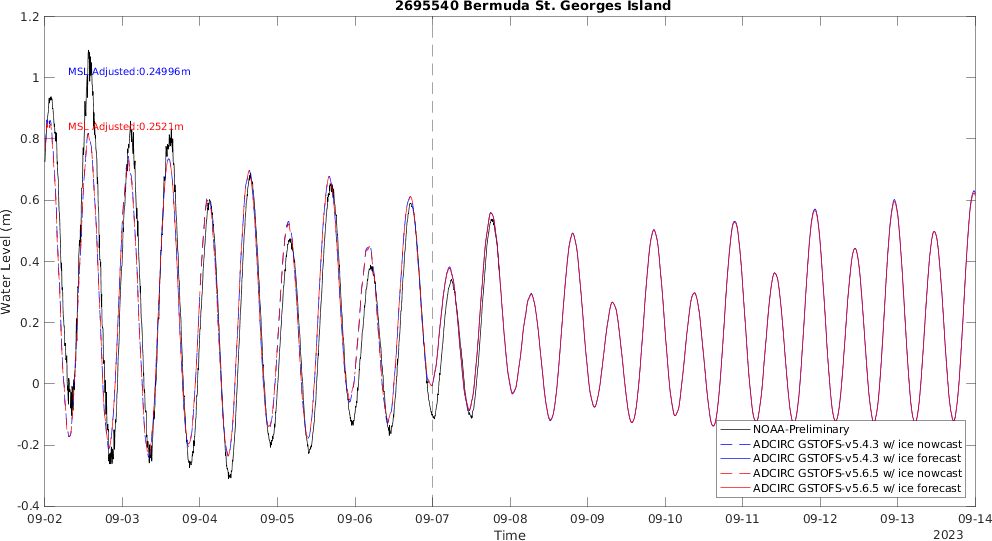 2695540 Bermuda St. Georges Island
1.2
1
0.8
0.6
0.4
0.2
0
-0.2
-0.4
Water Level (m)
MSL Adjusted:0.24996m
MSL Adjusted:0.2521m
NOAA-Preliminary
ADCIRC GSTOFS-v5.4.3 w/ ice nowcast
ADCIRC GSTOFS-v5.4.3 w/ ice forecast
ADCIRC GSTOFS-v5.6.5 w/ ice nowcast
ADCIRC GSTOFS-v5.6.5 w/ ice forecast
09-02 09-03 09-04 09-05 09-06 09-07 09-08 09-09 09-10 09-11 09-12 09-13 09-14
Time
2023